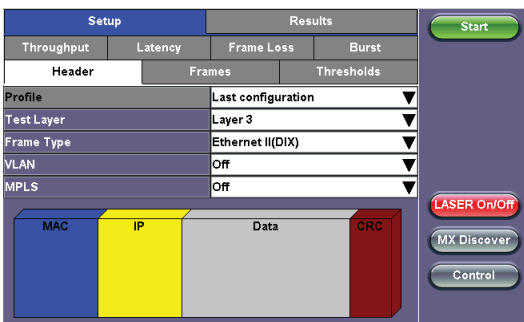 Setup Results
Throughput Latency Frame Loss Burst
Header Frames Thresholds
Profile Last configuration
Test Layer Layer 3
Frame Type Ethernet II(DIX)
VLAN Off
MPLS Off
MAC IP Data CRC
Start
LASER On/Off
MX Discover
Control